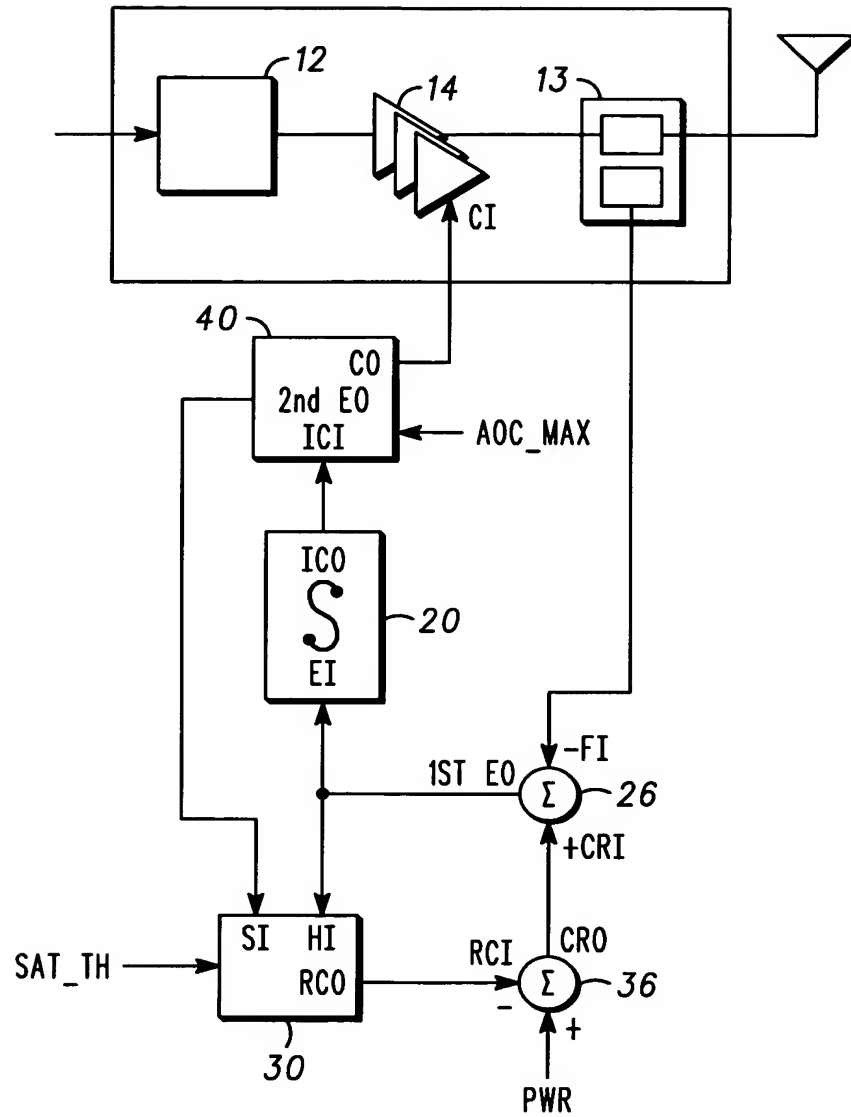 12
14
13
CI
40
CO
2nd EO
ICI
AOC_MAX
ICO
∫
20
EI
-FI
1ST EO
Σ
26
+CRI
SI HI
RCO
SAT_TH
RCI
CRO
Σ
36
-
+
30
PWR